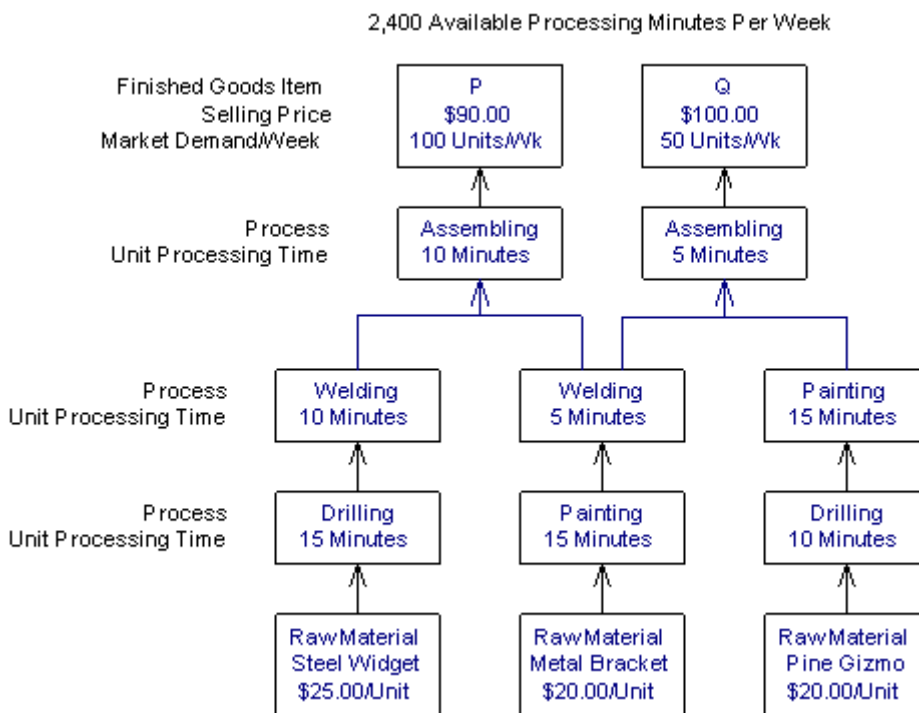 2,400 Available Processing Minutes Per Week
Finished Goods Item
Selling Price
Market Demand/Week
P
$90.00
100 Units/Wk
Q
$100.00
50 Units/Wk
Process
Unit Processing Time
Assembling
10 Minutes
Assembling
5 Minutes
Process
Unit Processing Time
Welding
10 Minutes
Welding
5 Minutes
Painting
15 Minutes
Process
Unit Processing Time
Drilling
15 Minutes
Painting
15 Minutes
Drilling
10 Minutes
Raw Material
Steel Widget
$25.00/Unit
Raw Material
Metal Bracket
$20.00/Unit
Raw Material
Pine Gizmo
$20.00/Unit